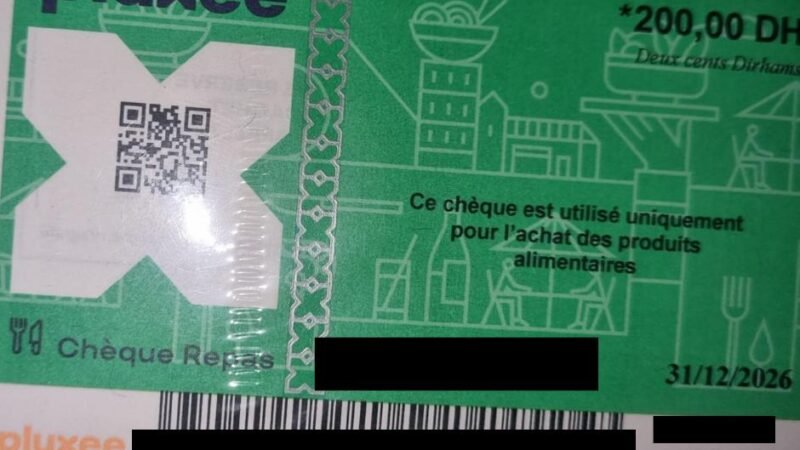 pluxee
*200,00 DH
Deux cents Dirhams
Ce chèque est utilisé uniquement
pour l'achat des produits
alimentaires
Chèque Repas
31/12/2026
pluxee